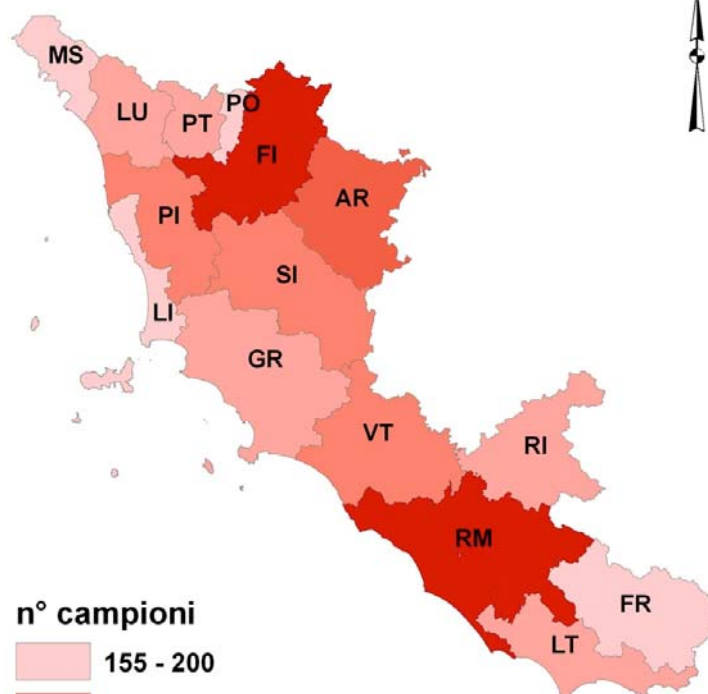 MS
LU
PT
PO
FI
AR
PI
SI
LI
GR
VT
RI
RM
FR
LT
n° campioni
155 - 200